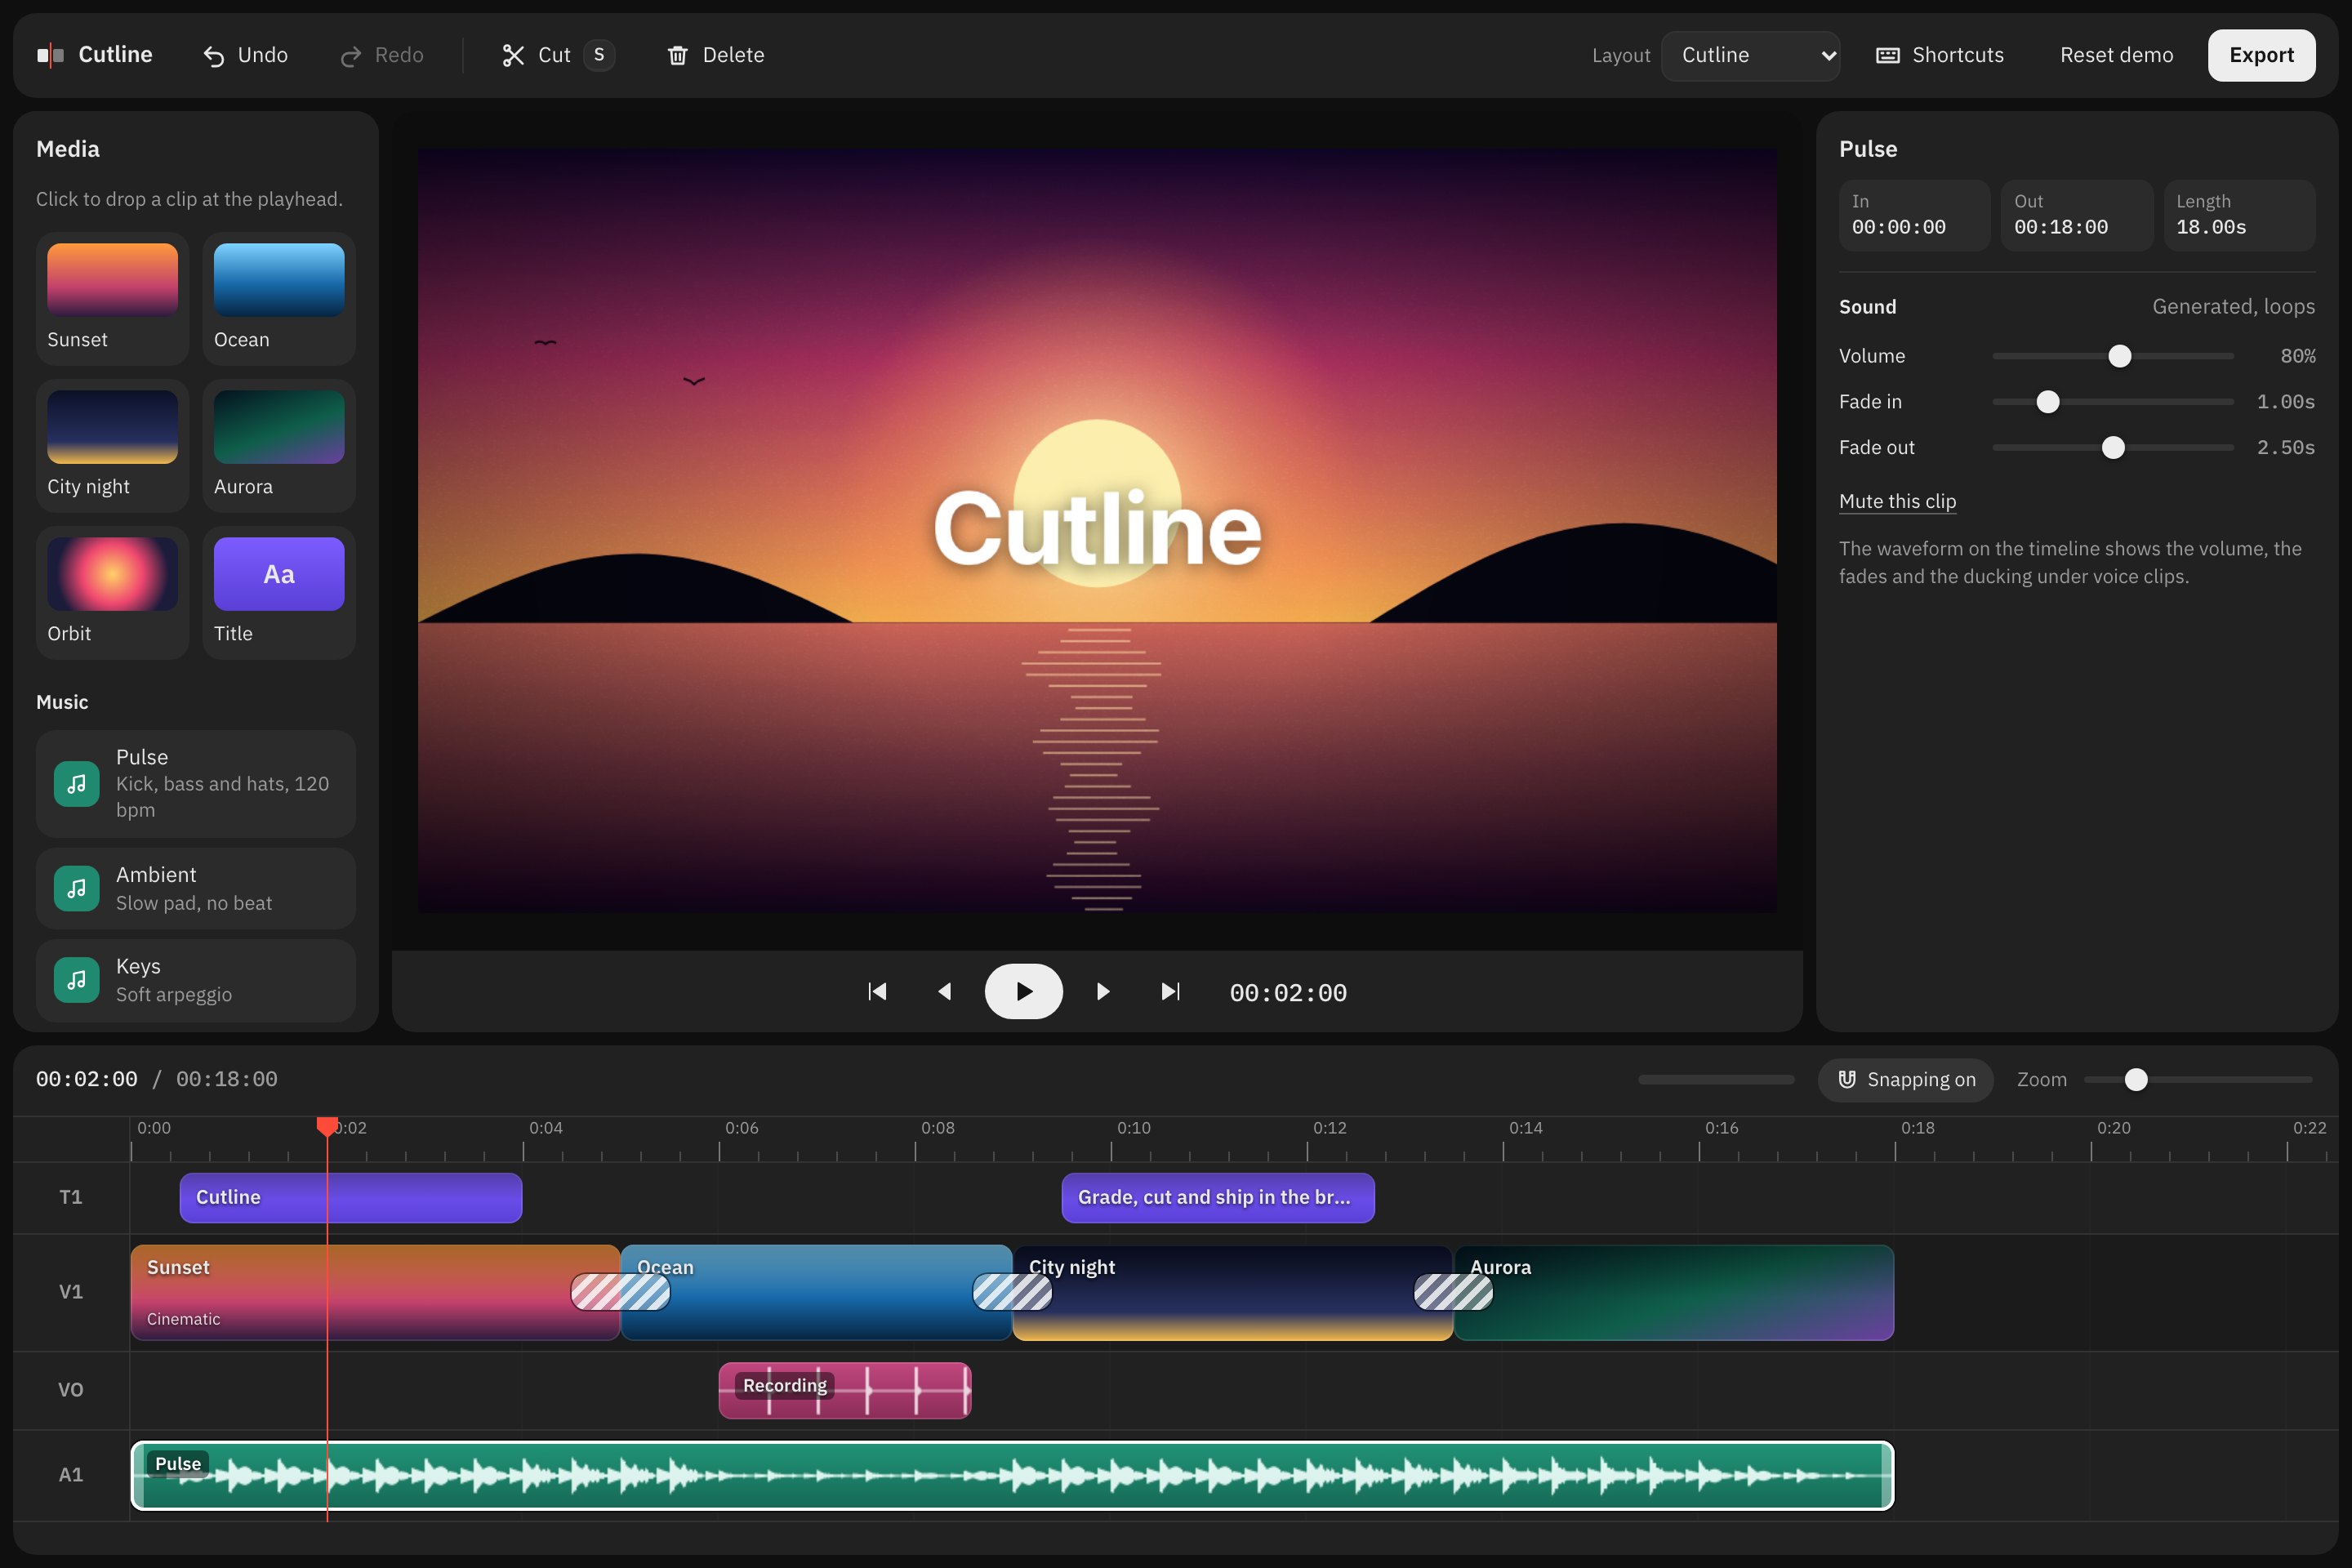 Cutline
Undo
Redo
Cut S
Delete
Layout
Cutline
Shortcuts
Reset demo
Export
Media
Click to drop a clip at the playhead.
Sunset
Ocean
City night
Aurora
Aa
Orbit
Title
Music
Pulse
Kick, bass and hats, 120
bpm
Ambient
Slow pad, no beat
Keys
Soft arpeggio
Cutline
00:02:00
Pulse
In
00:00:00
Out
00:18:00
Length
18.00s
Sound
Generated, loops
Volume
80%
Fade in
1.00s
Fade out
2.50s
Mute this clip
The waveform on the timeline shows the volume, the
fades and the ducking under voice clips.
00:02:00 / 00:18:00
Snapping on
Zoom
0:00
0:02
0:04
0:06
0:08
0:10
0:12
0:14
0:16
0:18
0:20
0:22
T1
Cutline
Grade, cut and ship in the br...
V1
Sunset
Cinematic
Ocean
City night
Aurora
VO
Recording
A1
Pulse